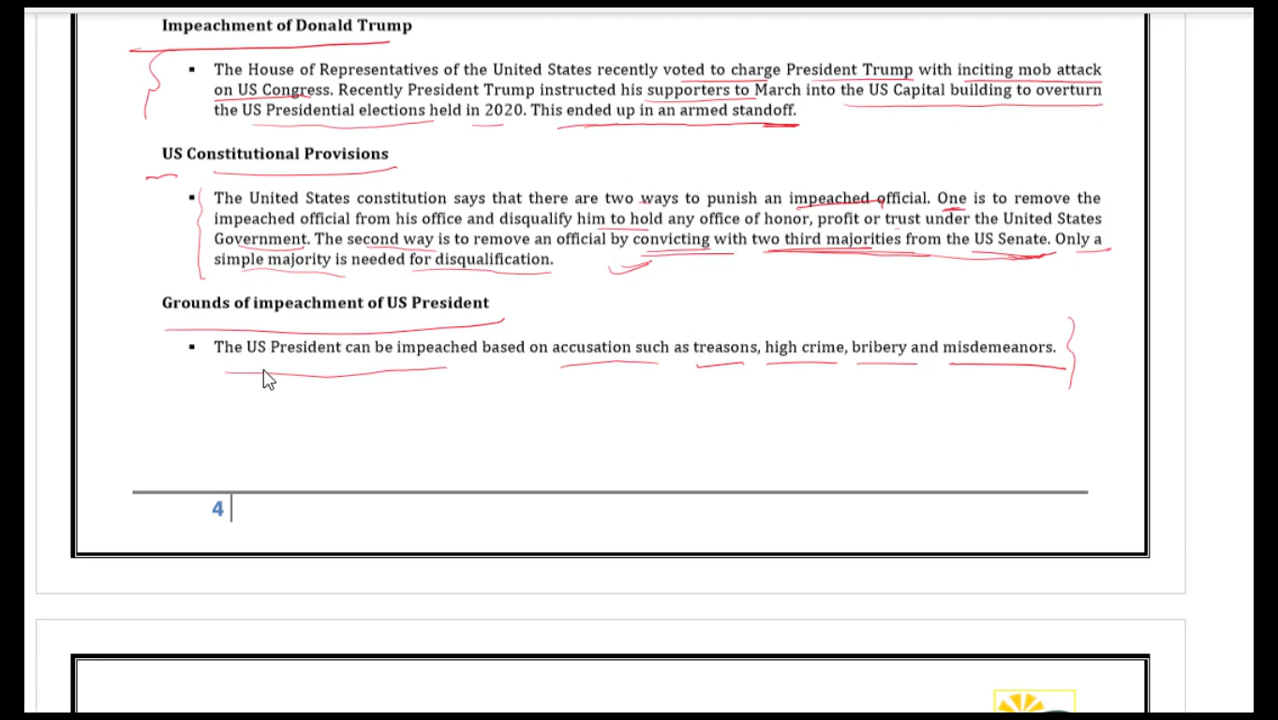 Impeachment of Donald Trump
▪ The House of Representatives of the United States recently voted to charge President Trump with inciting mob attack
on US Congress. Recently President Trump instructed his supporters to March into the US Capital building to overturn
the US Presidential elections held in 2020. This ended up in an armed standoff.
US Constitutional Provisions
▪ The United States constitution says that there are two ways to punish an impeached official. One is to remove the
impeached official from his office and disqualify him to hold any office of honor, profit or trust under the United States
Government. The second way is to remove an official by convicting with two third majorities from the US Senate. Only a
simple majority is needed for disqualification.
Grounds of impeachment of US President
▪ The US President can be impeached based on accusation such as treasons, high crime, bribery and misdemeanors.
4